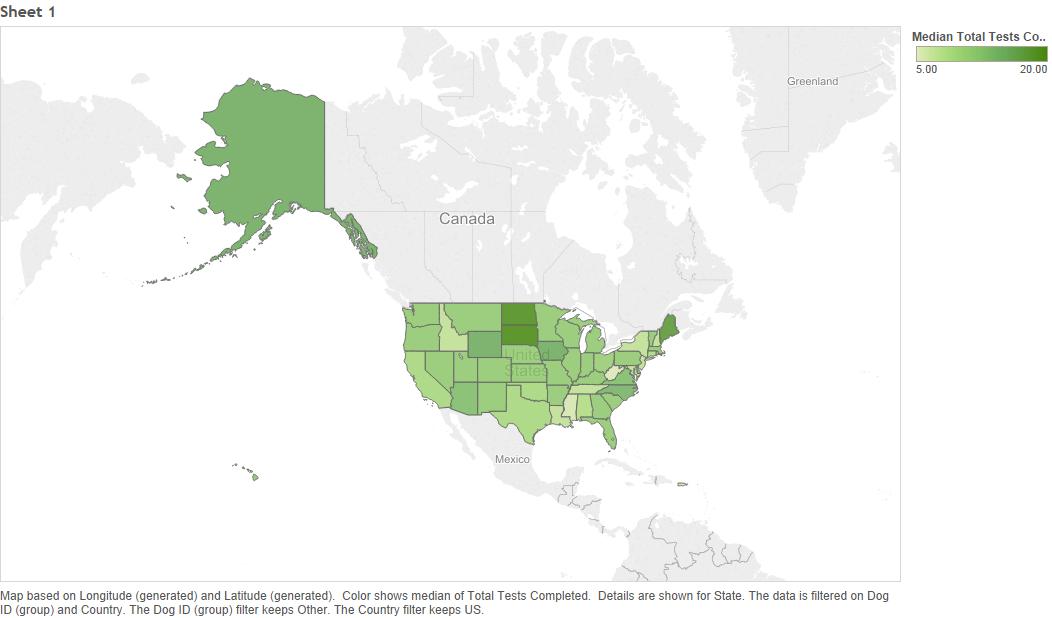 Sheet 1
Median Total Tests Co..
5.00 20.00
Greenland
Canada
United
States
Mexico
Map based on Longitude (generated) and Latitude (generated).  Color shows median of Total Tests Completed.  Details are shown for State. The data is filtered on Dog
ID (group) and Country. The Dog ID (group) filter keeps Other. The Country filter keeps US.